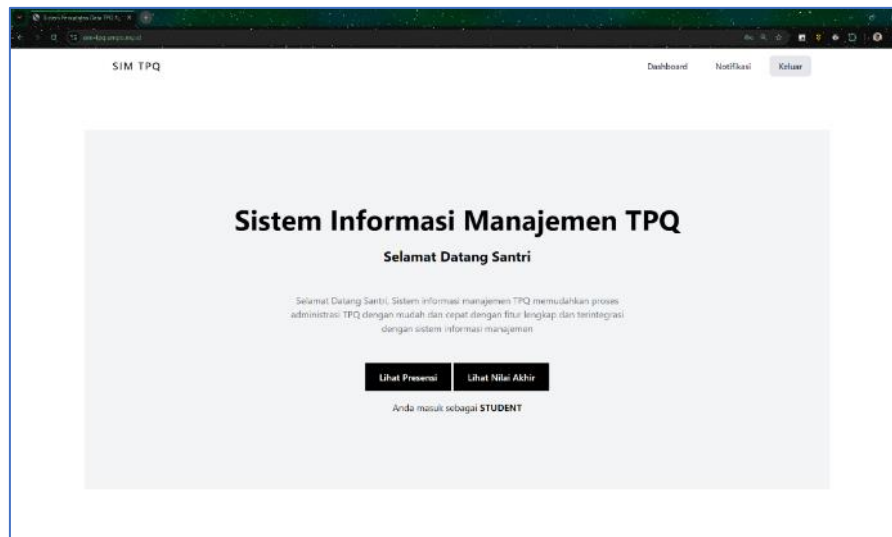 SIM TPQ
Dashboard Notifikasi Keluar
Sistem Informasi Manajemen TPQ
Selamat Datang Santri
Selamat Datang Santri, Sistem informasi manajemen TPQ memudahkan proses
administrasi TPQ dengan mudah dan cepat dengan fitur lengkap dan terintegrasi
dengan sistem informasi manajemen
Lihat Presensi Lihat Nilai Akhir
Anda masuk sebagai STUDENT